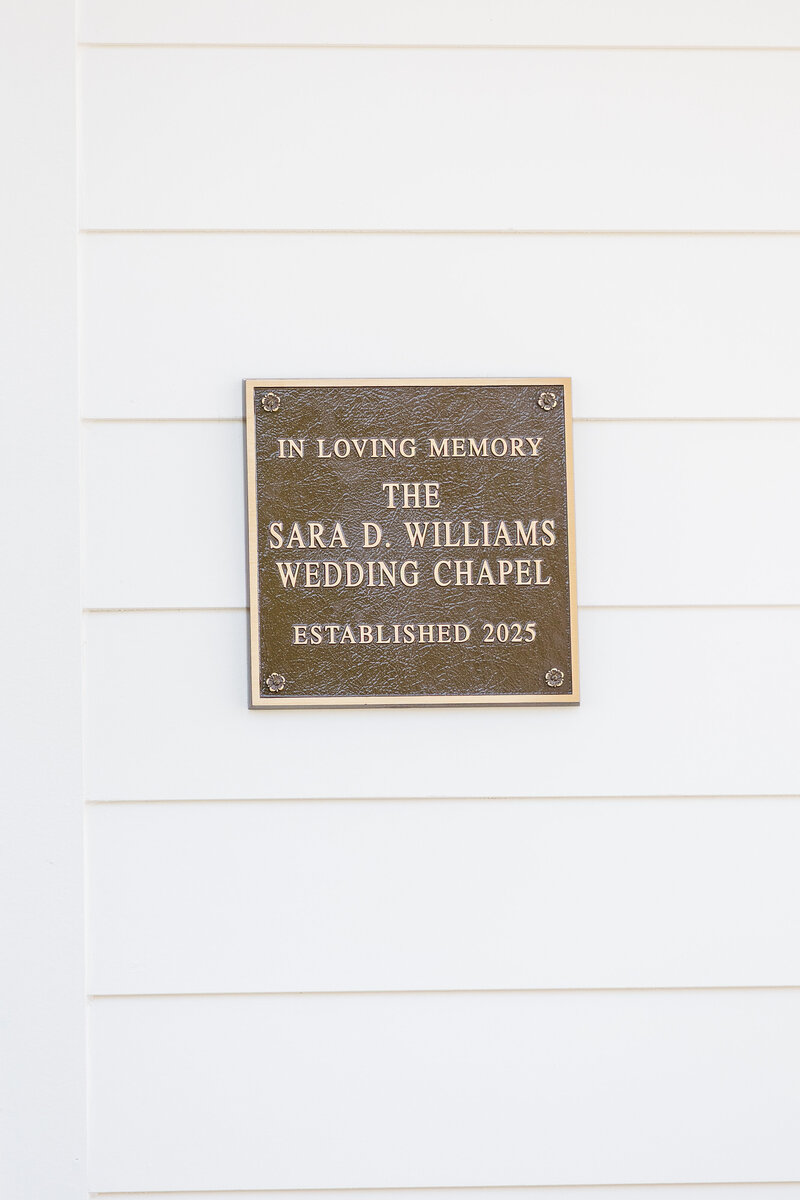 IN LOVING MEMORY
THE
SARA D. WILLIAMS
WEDDING CHAPEL
ESTABLISHED 2025